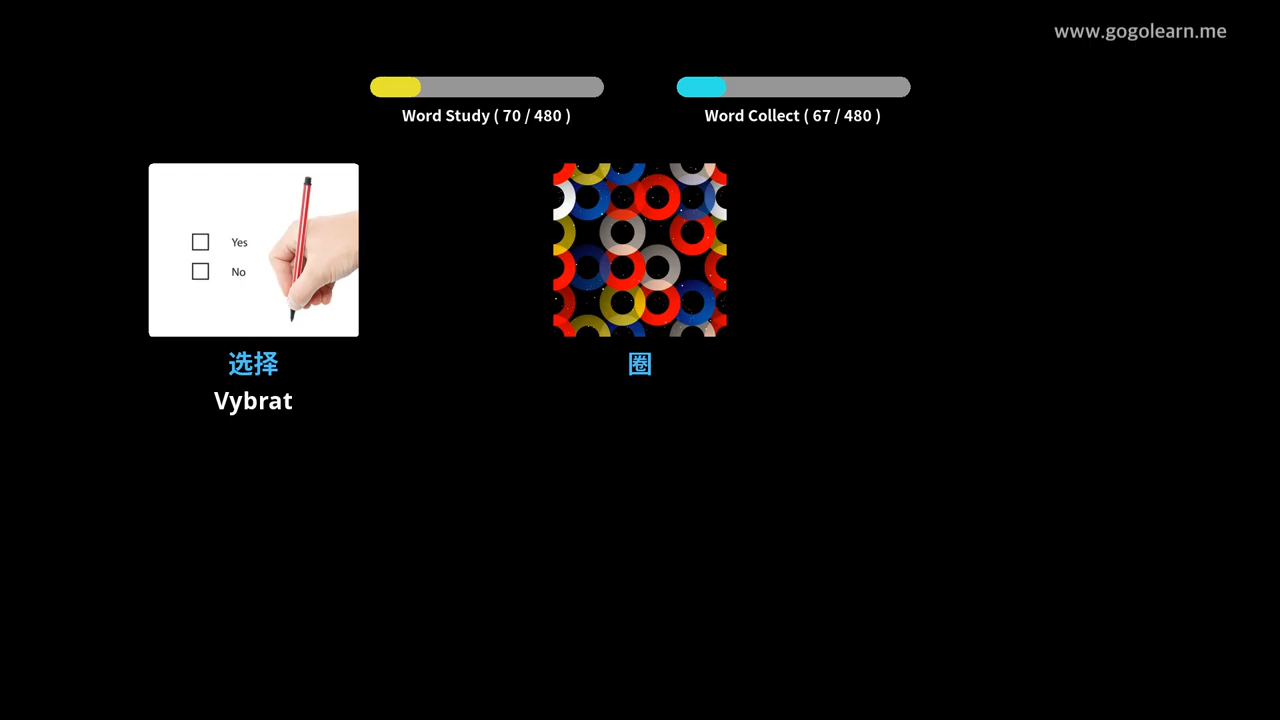 www.gogolearn.me
Word Study ( 70 / 480 )
Word Collect ( 67 / 480 )
Yes
No
选择
圈
Vybrat